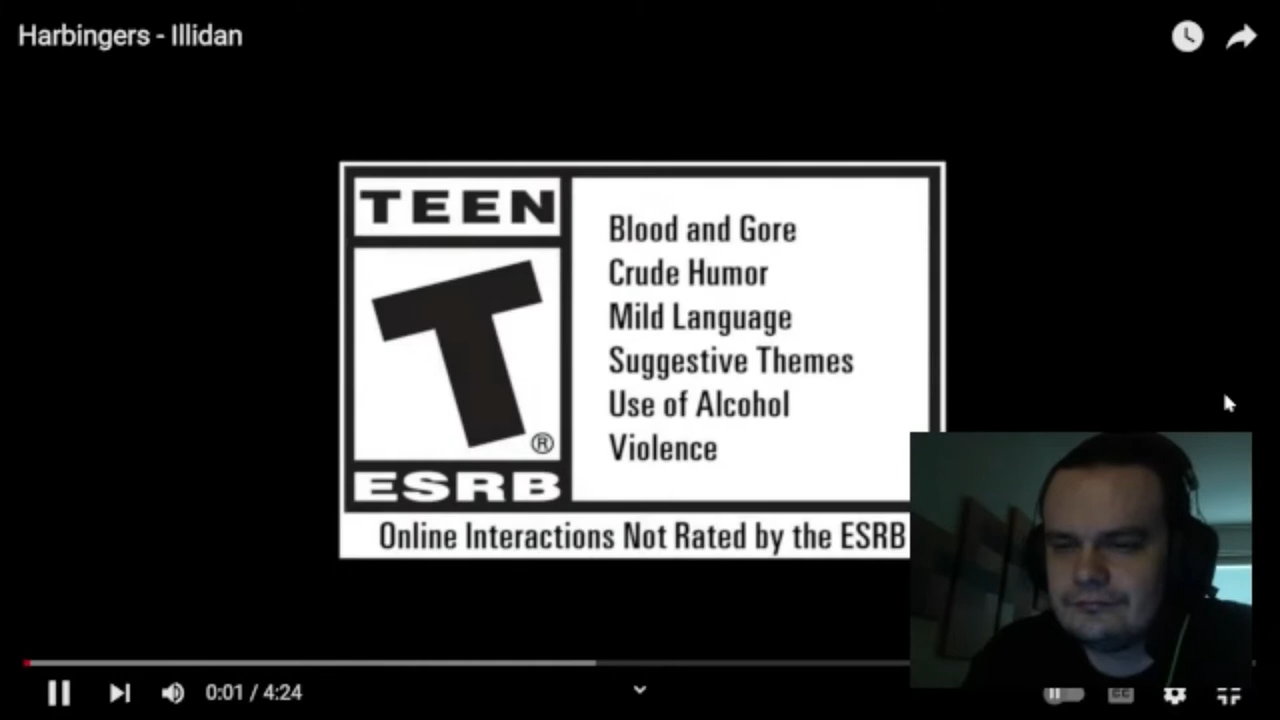 Harbingers - Illidan
TEEN
T
®
ESRB
Blood and Gore
Crude Humor
Mild Language
Suggestive Themes
Use of Alcohol
Violence
Online Interactions Not Rated by the ESRB
0:01 / 4:24
CC